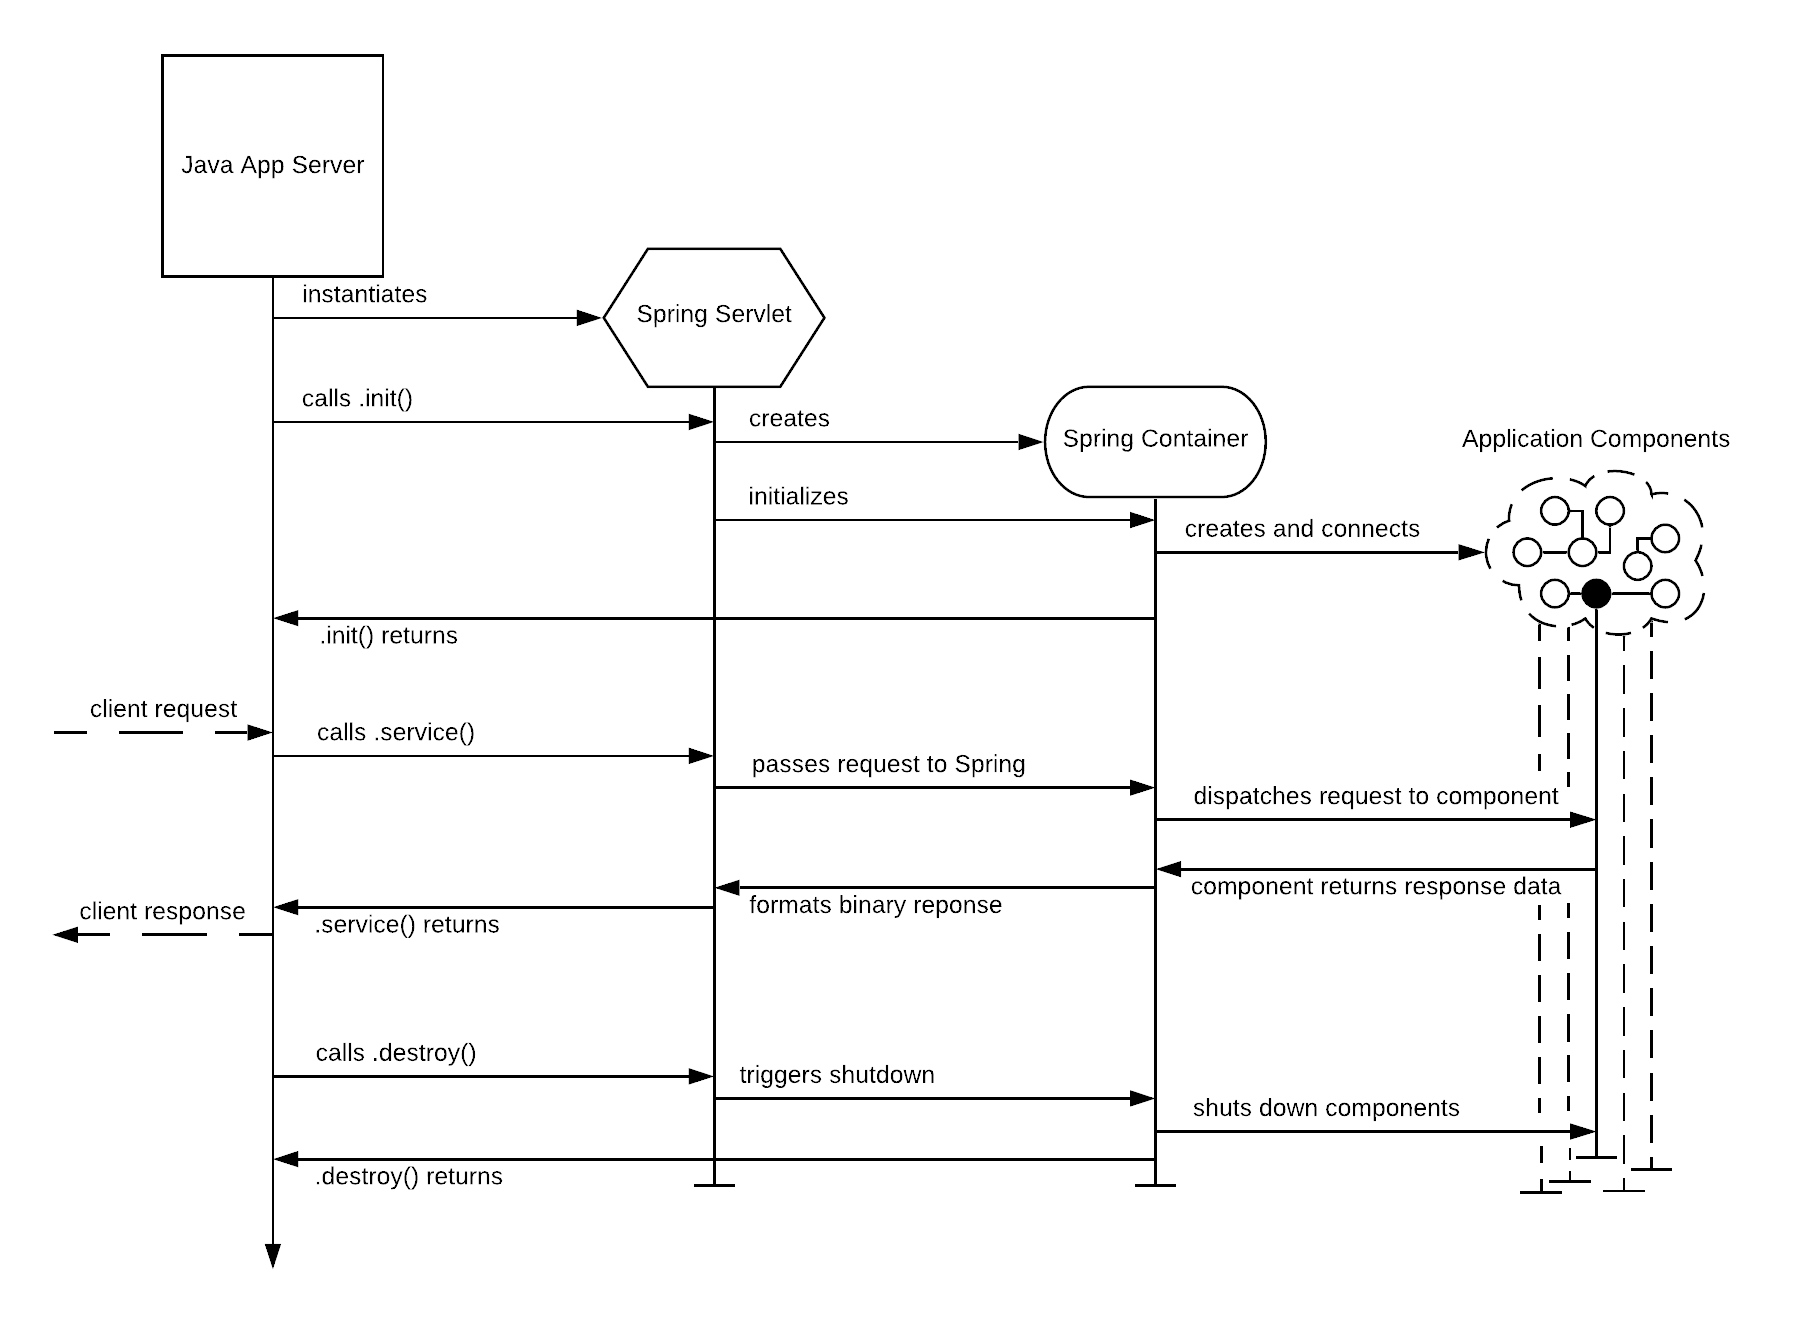 Java App Server
instantiates
Spring Servlet
calls .init()
creates
Spring Container
Application Components
initializes
creates and connects
.init() returns
client request
calls .service()
passes request to Spring
dispatches request to component
component returns response data
formats binary reponse
client response
.service() returns
calls .destroy()
triggers shutdown
shuts down components
.destroy() returns